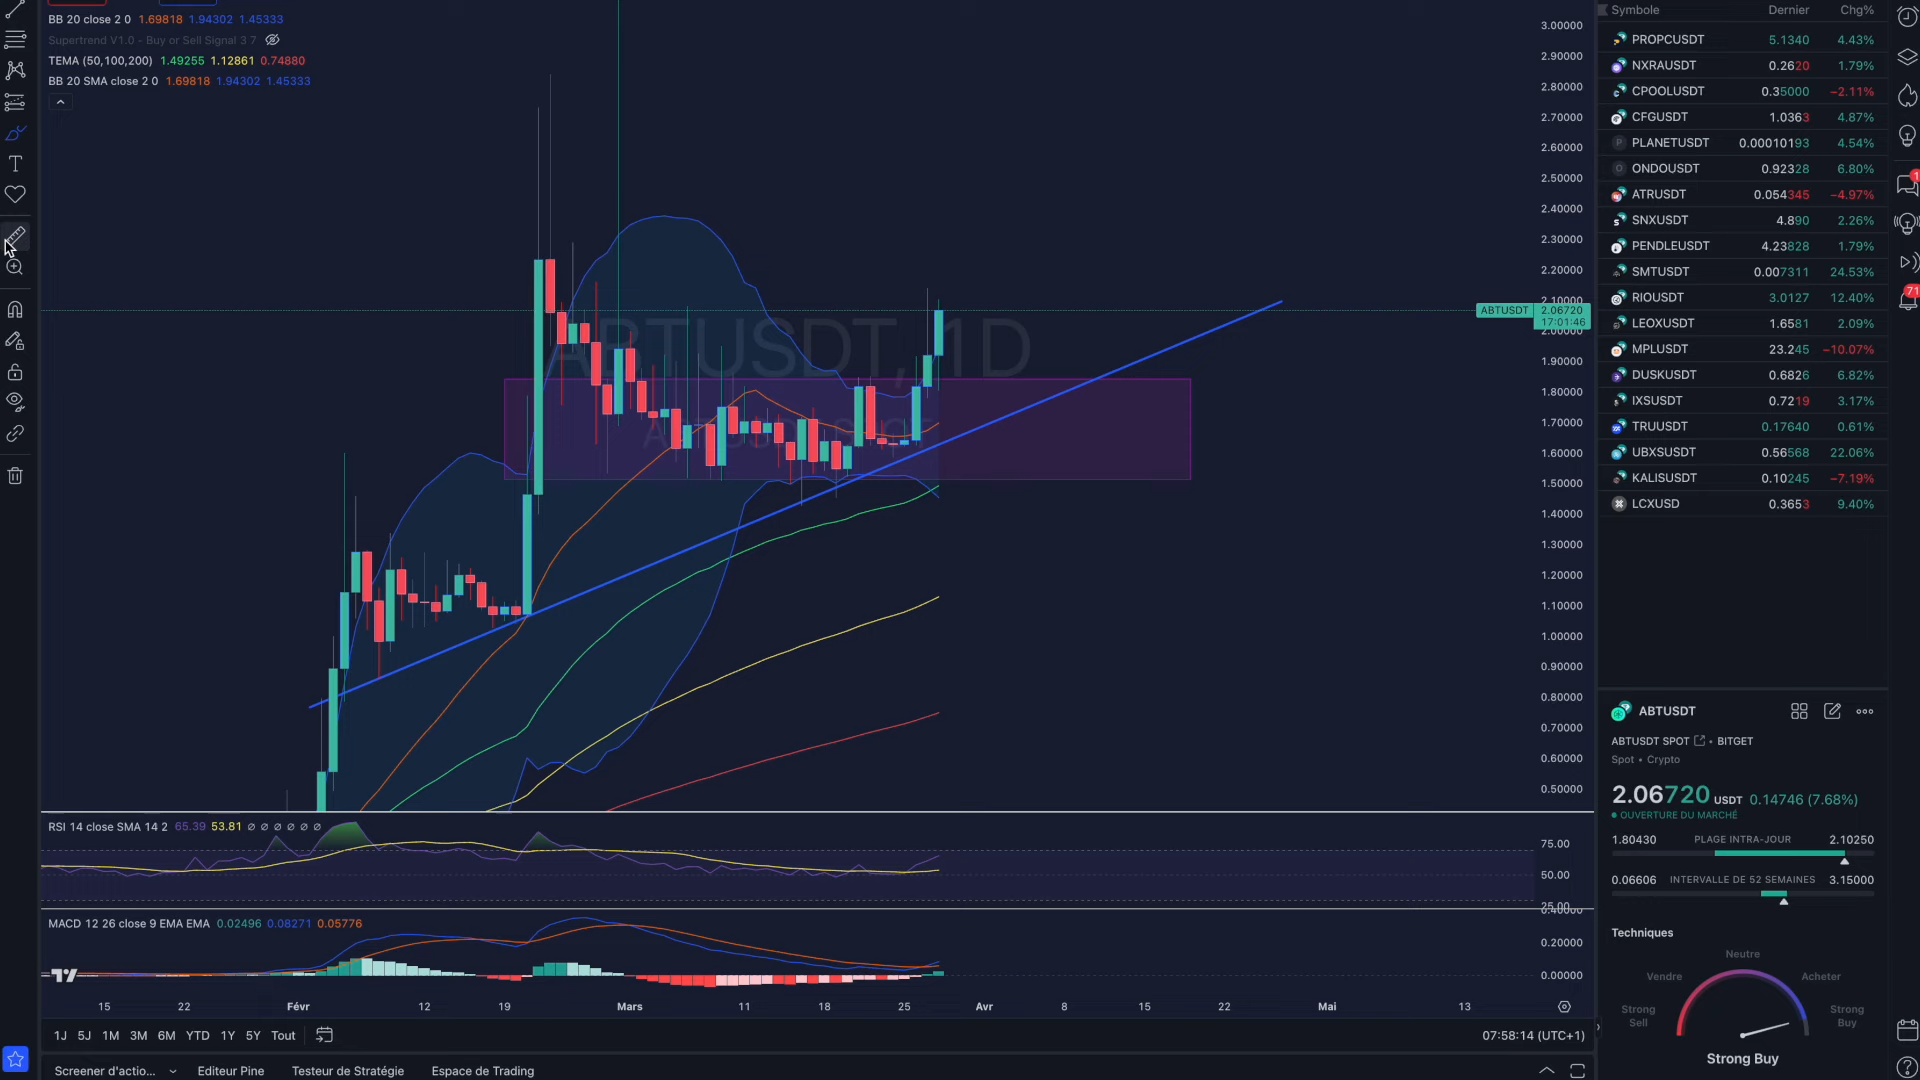 BB 20 close 2 0 1.69818 1.94302 1.45333
Supertrend V1.0 - Buy or Sell Signal 3 7
TEMA (50,100,200) 1.49255 1.12861 0.74880
BB 20 SMA close 2 0 1.69818 1.94302 1.45333
ABTUSDT, 1D
3.00000
2.90000
2.80000
2.70000
2.60000
2.50000
2.40000
2.30000
2.20000
2.10000
ABTUSDT 2.06720
17:01:46
2.00000
1.90000
1.80000
1.70000
1.60000
1.50000
1.40000
1.30000
1.20000
1.10000
1.00000
0.90000
0.80000
0.70000
0.60000
0.50000
RSI 14 close SMA 14 2 65.39 53.81 ∅ ∅ ∅ ∅ ∅ ∅
75.00
50.00
25.00
MACD 12 26 close 9 EMA EMA 0.02496 0.08271 0.05776
0.40000
0.20000
0.00000
15 22 Févr 12 19 Mars 11 18 25 Avr 8 15 22 Mai 13
1J 5J 1M 3M 6M YTD 1Y 5Y Tout
07:58:14 (UTC+1)
Screener d'actio... Editeur Pine Testeur de Stratégie Espace de Trading
Symbole Dernier Chg%
PROPCUSDT 5.1340 4.43%
NXRAUSDT 0.2620 1.79%
CPOOLUSDT 0.35000 −2.11%
CFGUSDT 1.0363 4.87%
P PLANETUSDT 0.00010193 4.54%
O ONDOUSDT 0.92328 6.80%
ATRUSDT 0.054345 −4.97%
SNXUSDT 4.890 2.26%
PENDLEUSDT 4.23828 1.79%
SMTUSDT 0.007311 24.53%
RIOUSDT 3.0127 12.40%
LEOXUSDT 1.6581 2.09%
MPLUSDT 23.245 −10.07%
DUSKUSDT 0.6826 6.82%
IXSUSDT 0.7219 3.17%
TRUUSDT 0.17640 0.61%
UBXSUSDT 0.56568 22.06%
KALISUSDT 0.10245 −7.19%
LCXUSD 0.3653 9.40%
ABTUSDT
ABTUSDT SPOT • BITGET
Spot • Crypto
2.06720 USDT 0.14746 (7.68%)
OUVERTURE DU MARCHÉ
1.80430 PLAGE INTRA-JOUR 2.10250
0.06606 INTERVALLE DE 52 SEMAINES 3.15000
Techniques
Neutre
Vendre Acheter
Strong Sell
Strong Buy
Strong Buy
1
71